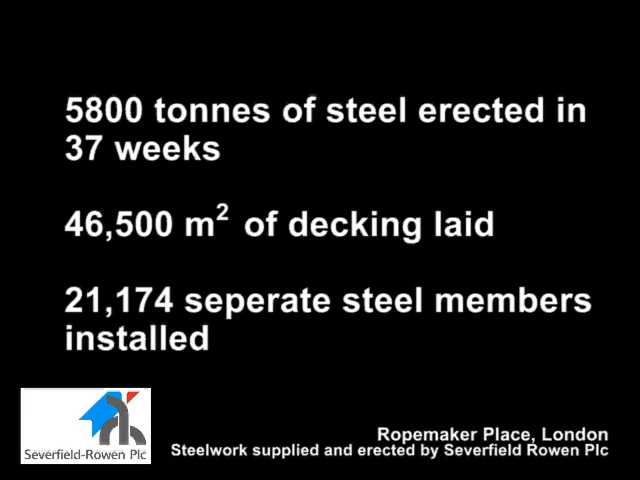 5800 tonnes of steel erected in
37 weeks
46,500 m² of decking laid
21,174 seperate steel members
installed
Severfield-Rowen Plc
Ropemaker Place, London
Steelwork supplied and erected by Severfield Rowen Plc